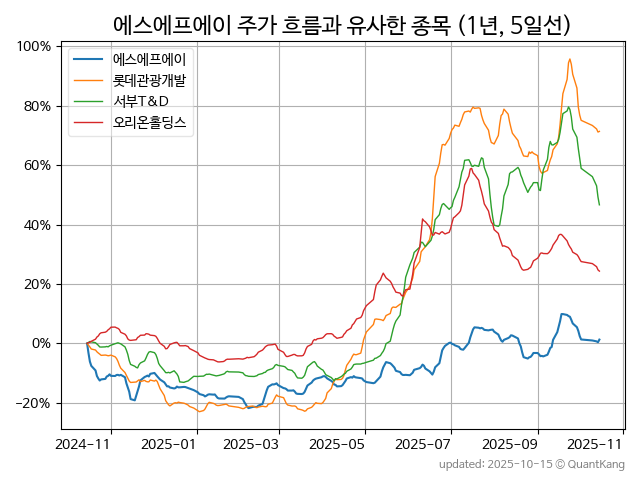 에스에프에이 주가 흐름과 유사한 종목 (1년, 5일선)
100%
80%
60%
40%
20%
0%
−20%
에스에프에이
롯데관광개발
서부T&D
오리온홀딩스
2024-11 2025-01 2025-03 2025-05 2025-07 2025-09 2025-11
updated: 2025-10-15 © QuantKang